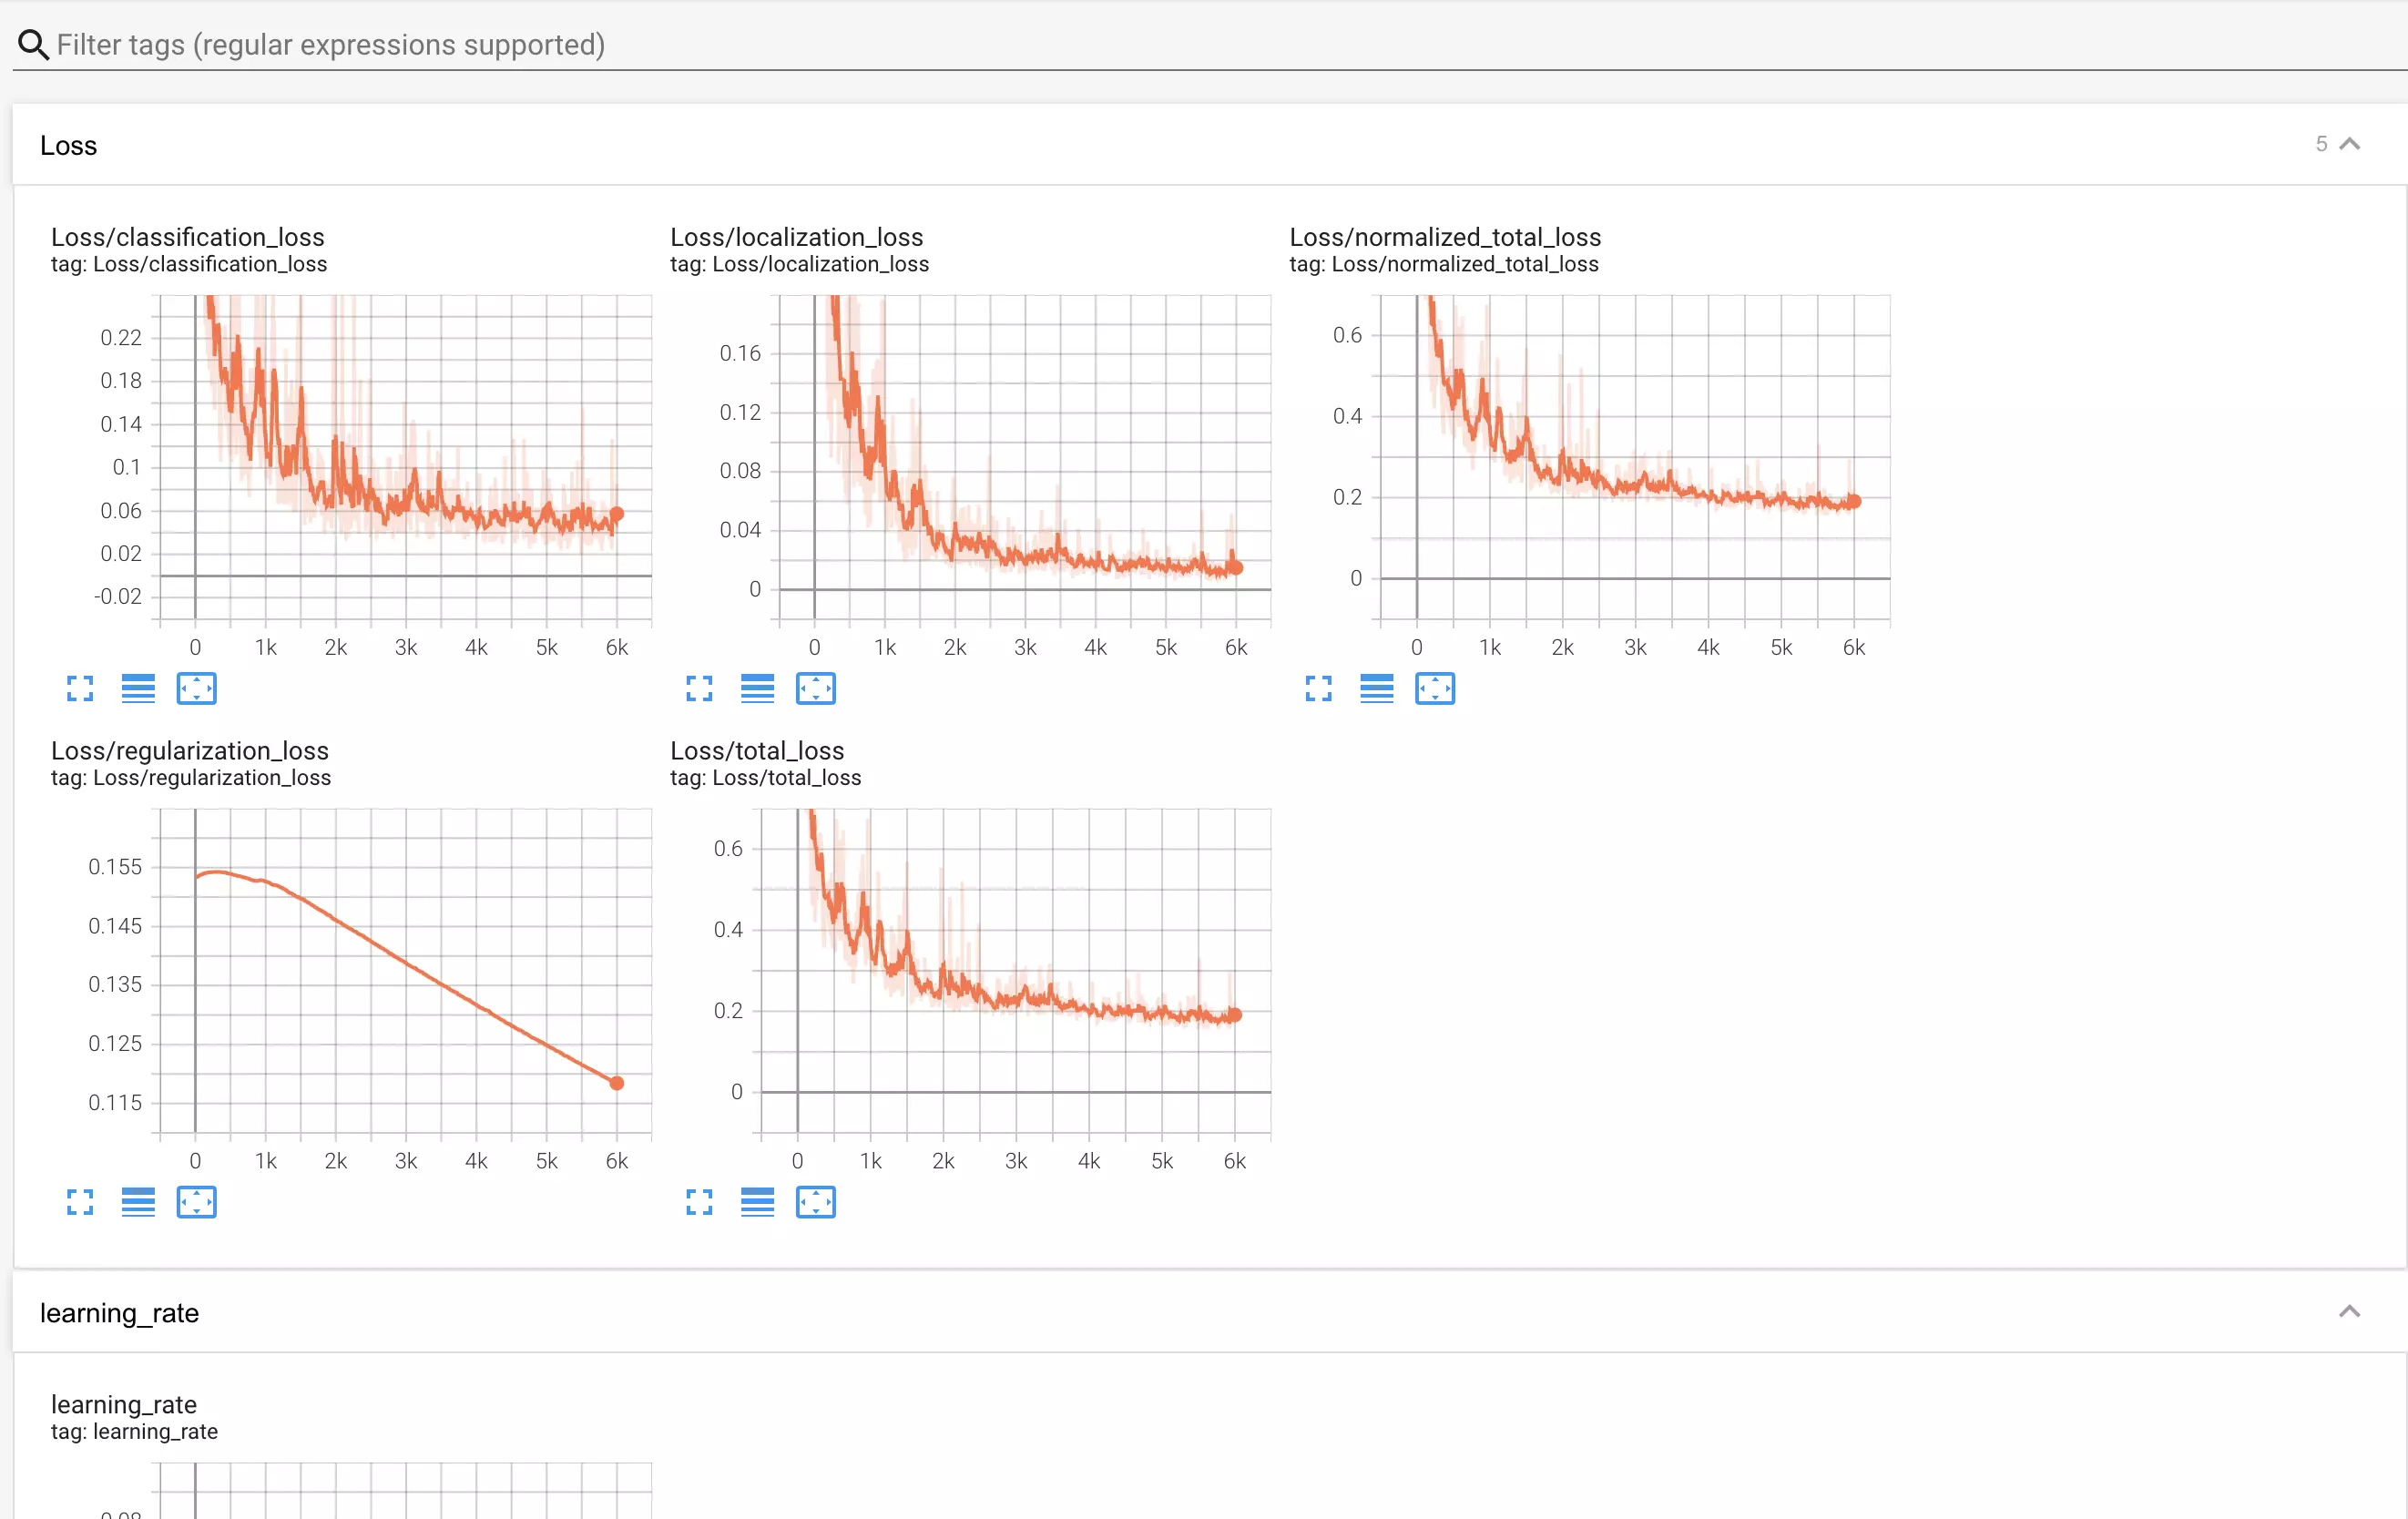 Filter tags (regular expressions supported)
Loss
5
Loss/classification_loss
tag: Loss/classification_loss
0.22
0.18
0.14
0.1
0.06
0.02
-0.02
0 1k 2k 3k 4k 5k 6k
Loss/localization_loss
tag: Loss/localization_loss
0.16
0.12
0.08
0.04
0
0 1k 2k 3k 4k 5k 6k
Loss/normalized_total_loss
tag: Loss/normalized_total_loss
0.6
0.4
0.2
0
0 1k 2k 3k 4k 5k 6k
Loss/regularization_loss
tag: Loss/regularization_loss
0.155
0.145
0.135
0.125
0.115
0 1k 2k 3k 4k 5k 6k
Loss/total_loss
tag: Loss/total_loss
0.6
0.4
0.2
0
0 1k 2k 3k 4k 5k 6k
learning_rate
learning_rate
tag: learning_rate